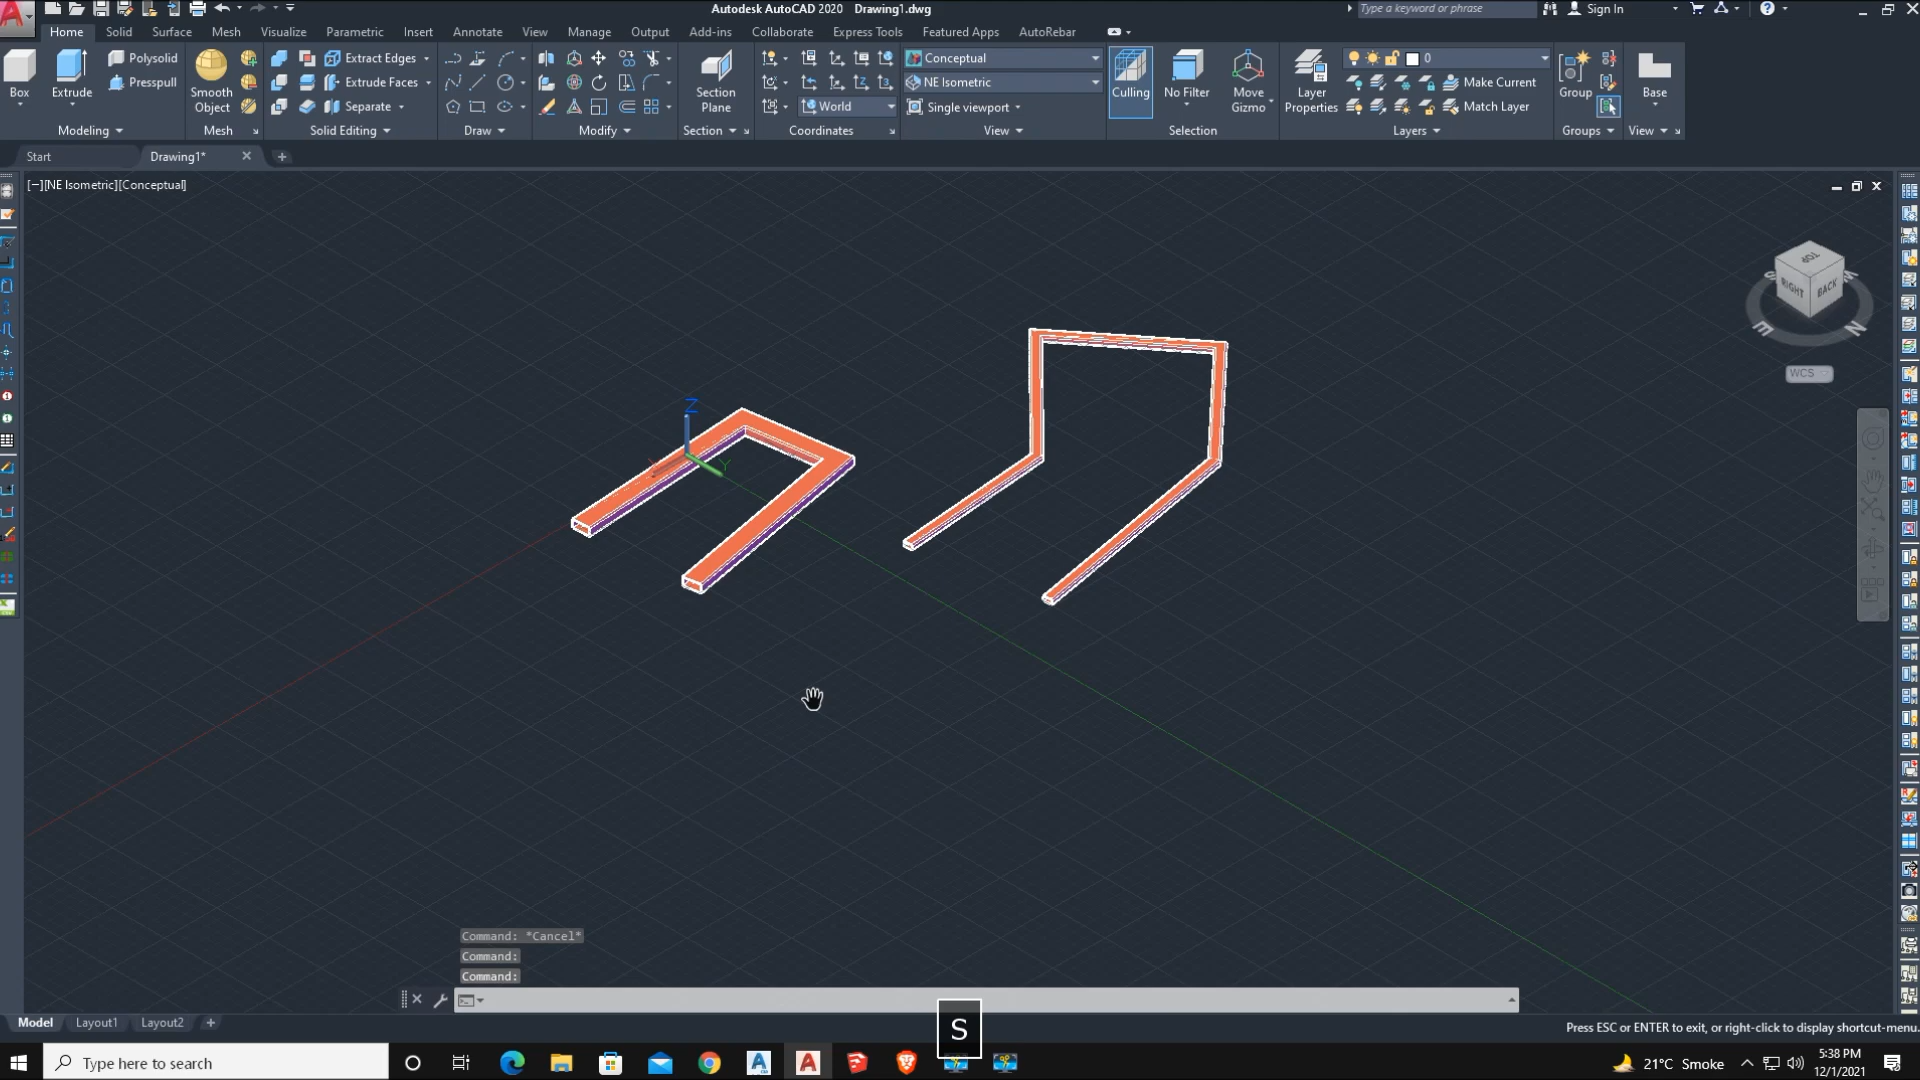 Autodesk AutoCAD 2020 Drawing1.dwg
Type a keyword or phrase
Sign In
Home Solid Surface Mesh Visualize Parametric Insert Annotate View Manage Output Add-ins Collaborate Express Tools Featured Apps AutoRebar
Polysolid
Extract Edges
Conceptual
0
Presspull
Extrude Faces
NE Isometric
Make Current
Box
Extrude
Smooth Object
Separate
Section Plane
World
Single viewport
Culling
No Filter
Move Gizmo
Layer Properties
Match Layer
Group
Base
Modeling
Mesh
Solid Editing
Draw
Modify
Section
Coordinates
View
Selection
Layers
Groups
View
Start
Drawing1*
[−][NE Isometric][Conceptual]
TOP
RIGHT
BACK
E
N
WCS
Z
Y
Command: *Cancel*
Command:
Command:
S
Model
Layout1
Layout2
Press ESC or ENTER to exit, or right-click to display shortcut-menu.
Type here to search
21°C Smoke
5:38 PM
12/1/2021